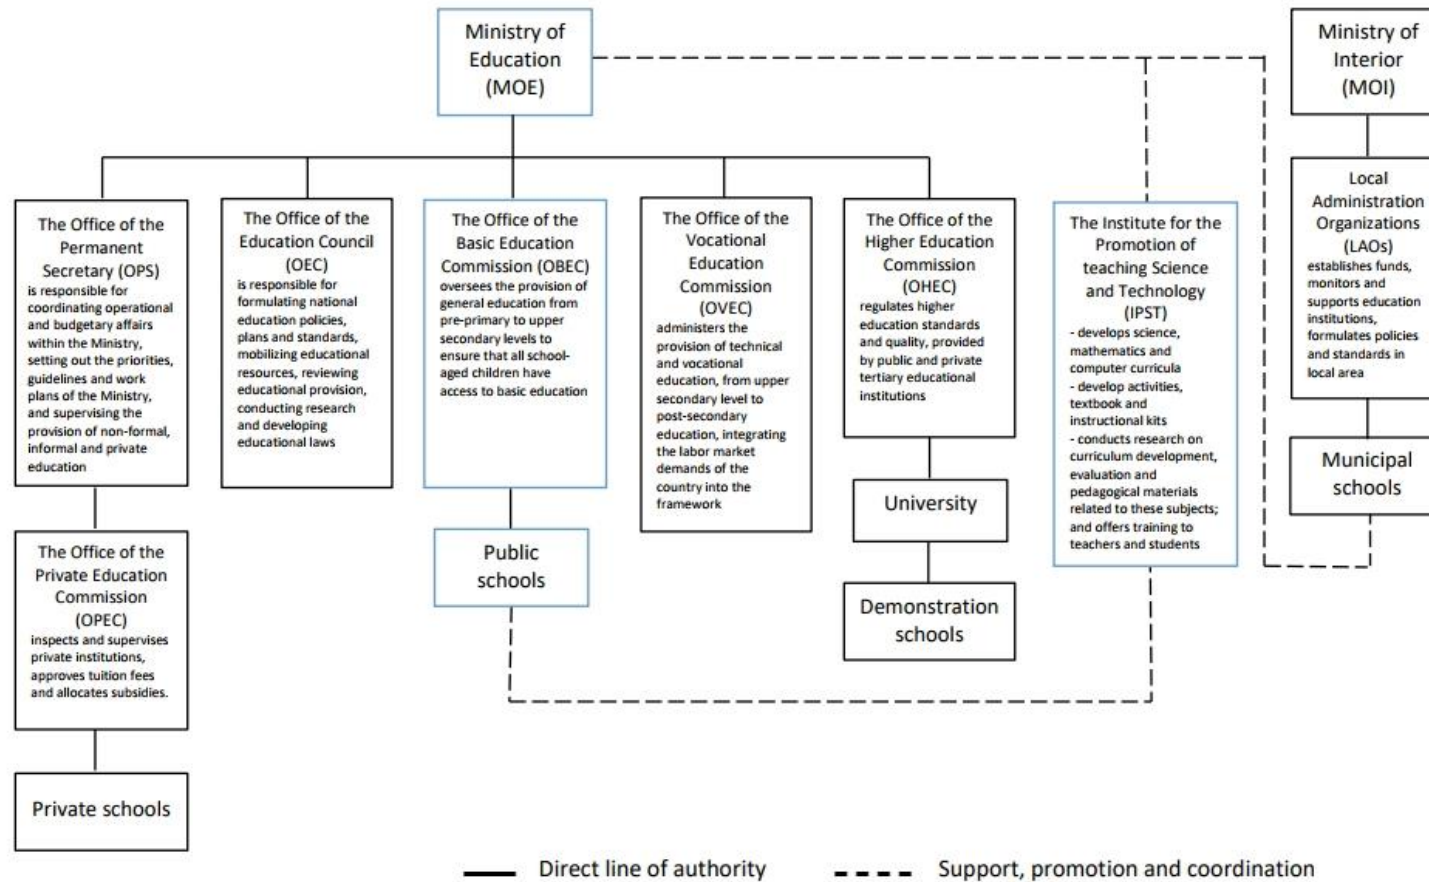 Ministry of
Education
(MOE)
Ministry of
Interior
(MOI)
The Office of the
Permanent
Secretary (OPS)
is responsible for
coordinating operational
and budgetary affairs
within the Ministry,
setting out the priorities,
guidelines and work
plans of the Ministry,
and supervising the
provision of non-formal,
informal and private
education
The Office of the
Education Council
(OEC)
is responsible for
formulating national
education policies,
plans and standards,
mobilizing educational
resources, reviewing
educational provision,
conducting research
and developing
educational laws
The Office of the
Basic Education
Commission (OBEC)
oversees the provision of
general education from
pre-primary to upper
secondary levels to
ensure that all school-
aged children have
access to basic education
The Office of the
Vocational
Education
Commission
(OVEC)
administers the
provision of technical
and vocational
education, from upper
secondary level to
post-secondary
education, integrating
the labor market
demands of the
country into the
framework
The Office of the
Higher Education
Commission
(OHEC)
regulates higher
education standards
and quality, provided
by public and private
tertiary educational
institutions
The Institute for the
Promotion of
teaching Science
and Technology
(IPST)
- develops science,
mathematics and
computer curricula
- develop activities,
textbook and
instructional kits
- conducts research on
curriculum development,
evaluation and
pedagogical materials
related to these subjects;
and offers training to
teachers and students
Local
Administration
Organizations
(LAOs)
establishes funds,
monitors and
supports education
institutions,
formulates policies
and standards in
local area
Municipal
schools
University
Public
schools
The Office of the
Private Education
Commission
(OPEC)
inspects and supervises
private institutions,
approves tuition fees
and allocates subsidies.
Demonstration
schools
Private schools
Direct line of authority
Support, promotion and coordination